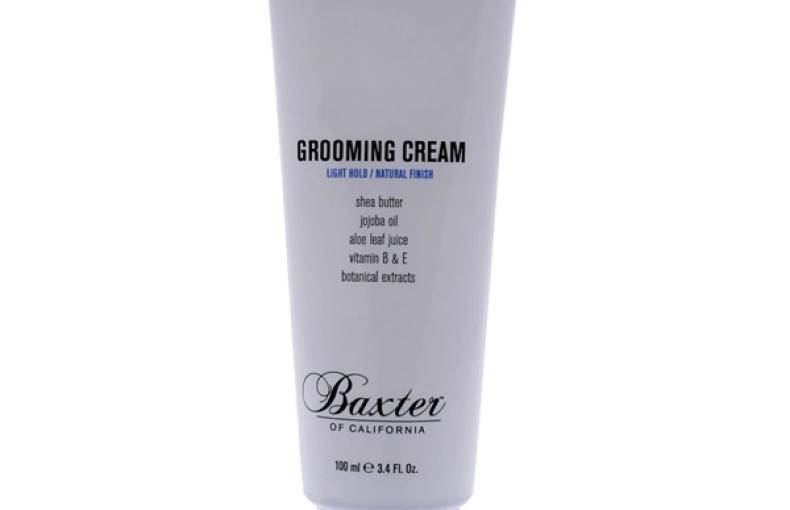 GROOMING CREAM
LIGHT HOLD / NATURAL FINISH
shea butter
jojoba oil
aloe leaf juice
vitamin B & E
botanical extracts
Baxter
OF CALIFORNIA
100 ml ℮ 3.4 Fl. Oz.